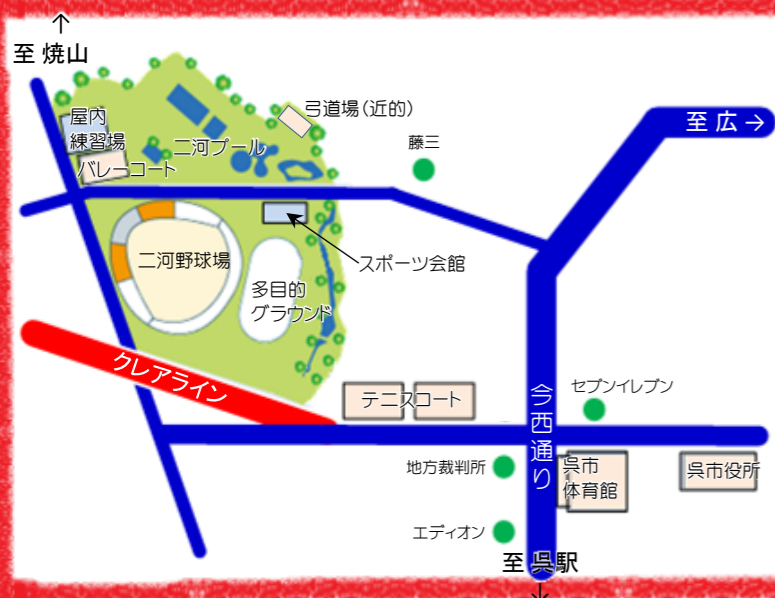 ↑
至 焼山
屋内
練習場
バレーコート
二河プール
弓道場(近的)
藤三
至 広 →
二河野球場
多目的
グラウンド
スポーツ会館
クレアライン
テニスコート
今西通り
セブンイレブン
地方裁判所
呉市
体育館
呉市役所
エディオン
至 呉駅
↓